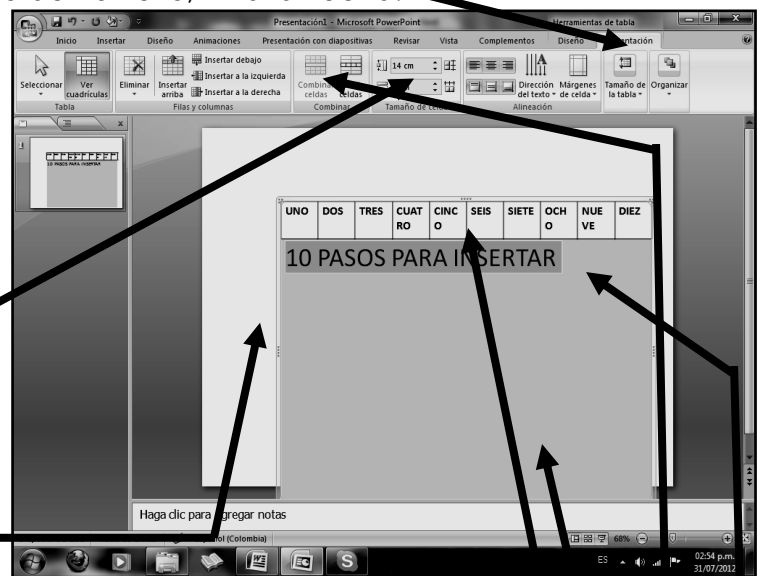 Presentación1 - Microsoft PowerPoint
Herramientas de tabla
Inicio Insertar Diseño Animaciones Presentación con diapositivas Revisar Vista Complementos Diseño
Seleccionar
Ver cuadrículas
Tabla
Eliminar
Insertar arriba
Insertar debajo
Insertar a la izquierda
Insertar a la derecha
Filas y columnas
celdas
celdas
Combinar
14 cm
Tamaño de
Dirección del texto
Márgenes de celda
Alineación
Tamaño de la tabla
Organizar
1
10 PASOS PARA INSERTAR
UNO DOS TRES CUAT CINC SEIS SIETE OCH NUE DIEZ
RO O O VE
10 PASOS PARA INSERTAR
Haga clic para agregar notas
(Colombia)
68%
ES
02:54 p.m.
31/07/2012